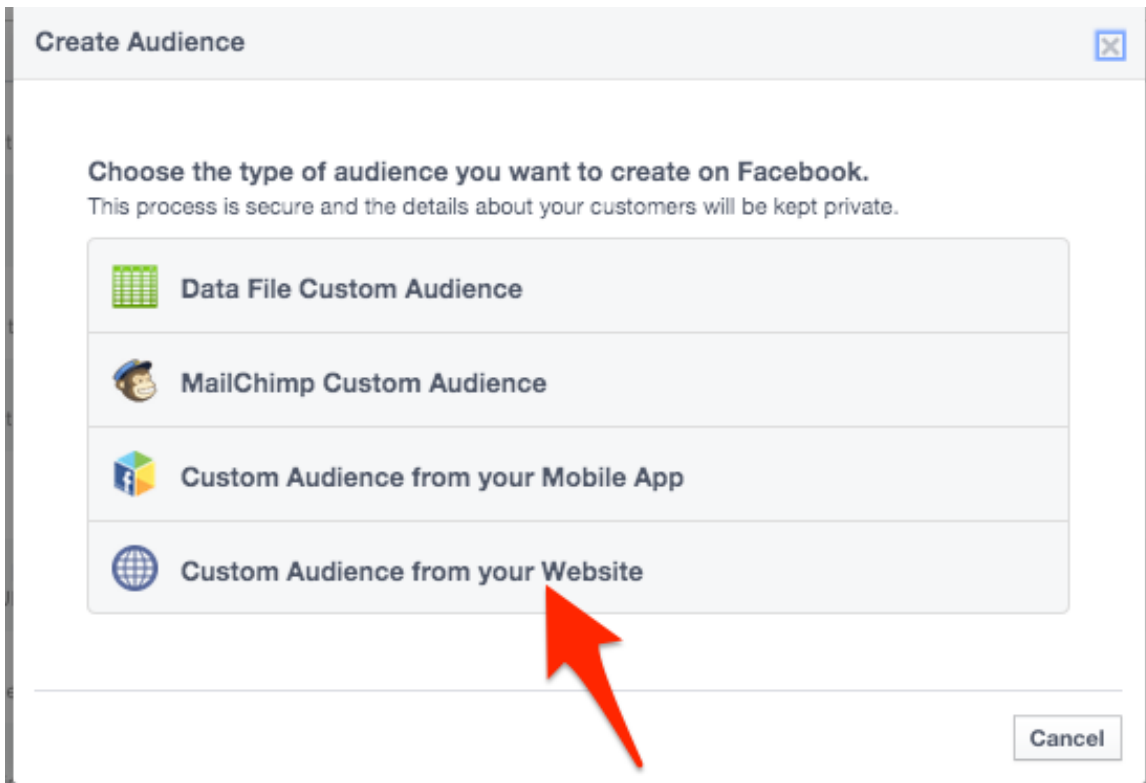 Create Audience
Choose the type of audience you want to create on Facebook.
This process is secure and the details about your customers will be kept private.
Data File Custom Audience
MailChimp Custom Audience
Custom Audience from your Mobile App
Custom Audience from your Website
Cancel